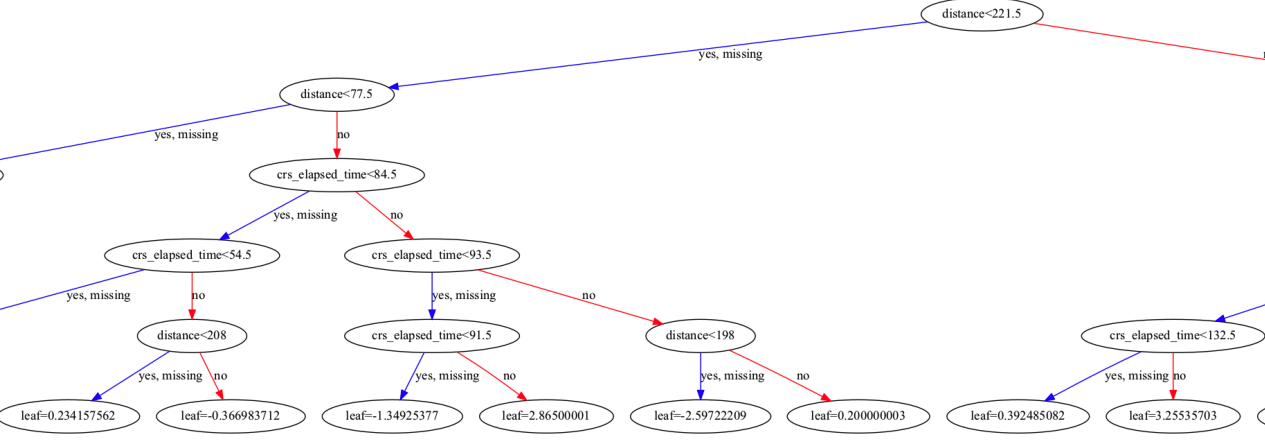 distance<221.5
yes, missing
distance<77.5
yes, missing
no
crs_elapsed_time<84.5
yes, missing
no
crs_elapsed_time<54.5
crs_elapsed_time<93.5
yes, missing
no
yes, missing
no
distance<208
crs_elapsed_time<91.5
distance<198
crs_elapsed_time<132.5
yes, missing
no
yes, missing
no
yes, missing
no
yes, missing
no
leaf=0.234157562
leaf=-0.366983712
leaf=-1.34925377
leaf=2.86500001
leaf=-2.59722209
leaf=0.200000003
leaf=0.392485082
leaf=3.25535703